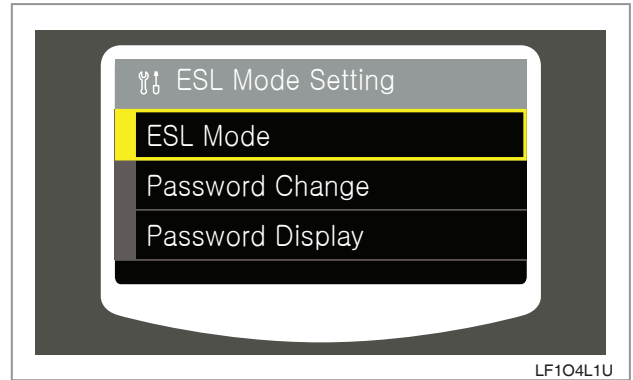 ESL Mode Setting
ESL Mode
Password Change
Password Display
LF1O4L1U